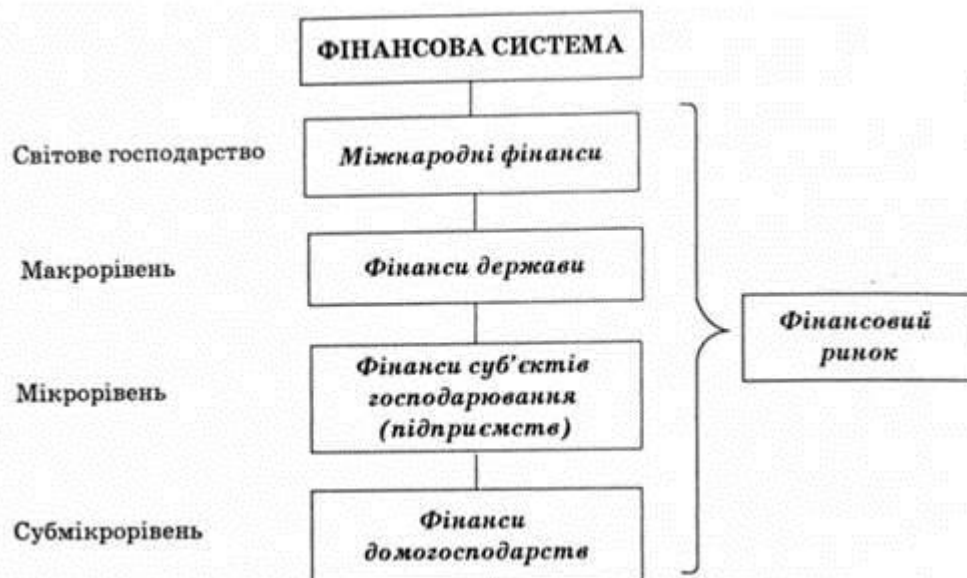 ФІНАНСОВА СИСТЕМА
Світове господарство
Міжнародні фінанси
Макрорівень
Фінанси держави
Фінансовий
ринок
Мікрорівень
Фінанси суб’єктів
господарювання
(підприємств)
Субмікрорівень
Фінанси
домогосподарств